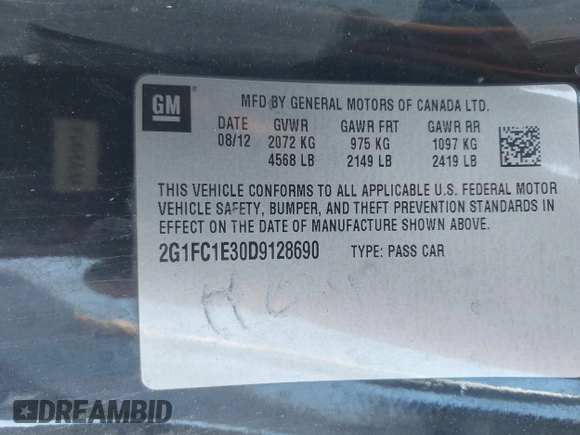 GM
MFD BY GENERAL MOTORS OF CANADA LTD.
DATE GVWR GAWR FRT GAWR RR
08/12 2072 KG 975 KG 1097 KG
4568 LB 2149 LB 2419 LB
THIS VEHICLE CONFORMS TO ALL APPLICABLE U.S. FEDERAL MOTOR
VEHICLE SAFETY, BUMPER, AND THEFT PREVENTION STANDARDS IN
EFFECT ON THE DATE OF MANUFACTURE SHOWN ABOVE.
2G1FC1E30D9128690 TYPE: PASS CAR
DREAMBID